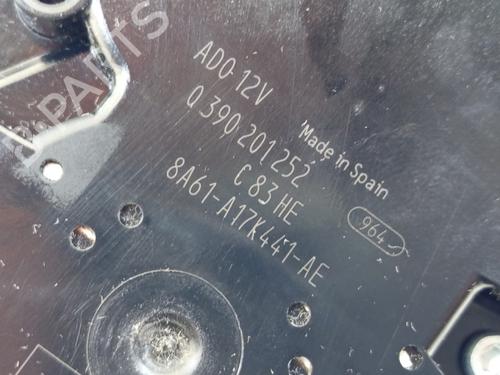 ADO·12V
0 390 201 252
C 83 HE
8A61-A17K441-AE
Made in Spain
964